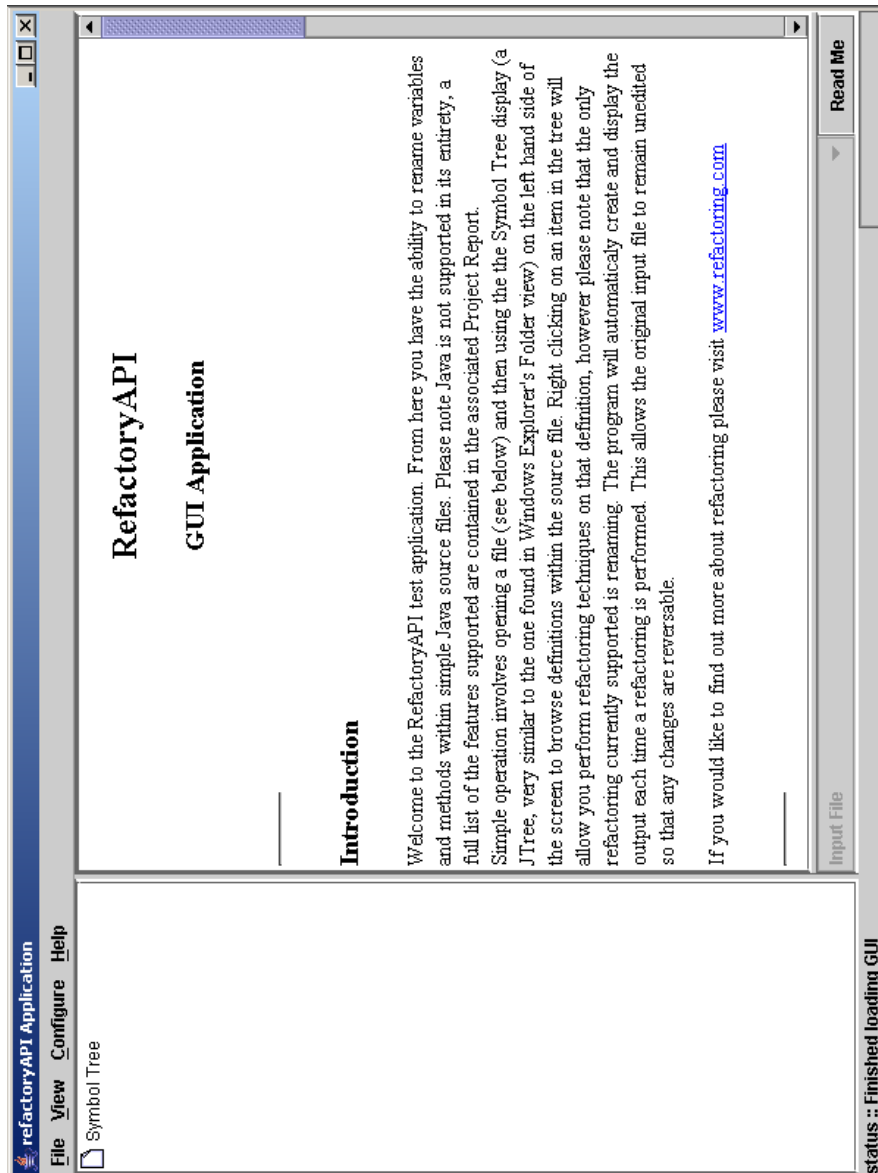 refactoryAPI Application
File View Configure Help
Symbol Tree
RefactoryAPI
GUI Application
Introduction
Welcome to the RefactoryAPI test application. From here you have the ability to rename variables
and methods within simple Java source files. Please note Java is not supported in its entirety, a
full list of the features supported are contained in the associated Project Report.
Simple operation involves opening a file (see below) and then using the the Symbol Tree display (a
JTree, very similar to the one found in Windows Explorer's Folder view) on the left hand side of
the screen to browse definitions within the source file. Right clicking on an item in the tree will
allow you perform refactoring techniques on that definition, however please note that the only
refactoring currently supported is renaming. The program will automaticaly create and display the
output each time a refactoring is performed. This allows the original input file to remain unedited
so that any changes are reversable.
If you would like to find out more about refactoring please visit www.refactoring.com
Input File
Read Me
status :: Finished loading GUI